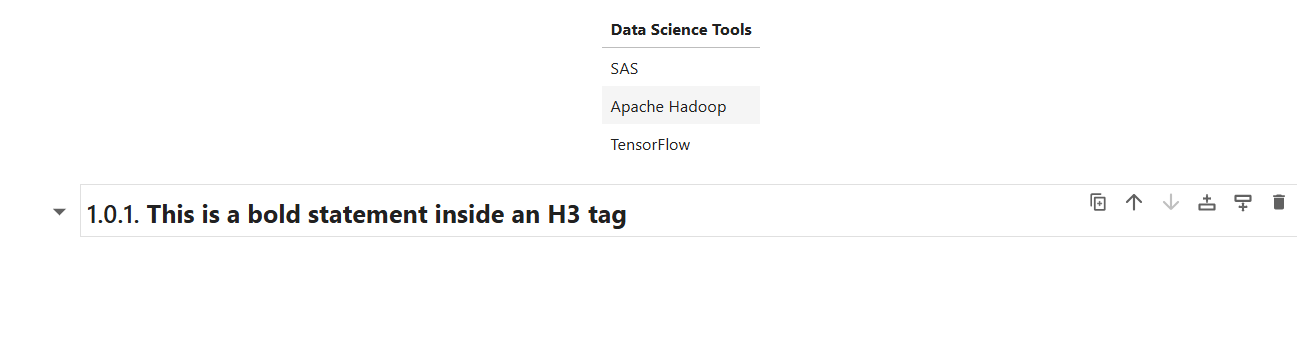 Data Science Tools
SAS
Apache Hadoop
TensorFlow
1.0.1. This is a bold statement inside an H3 tag